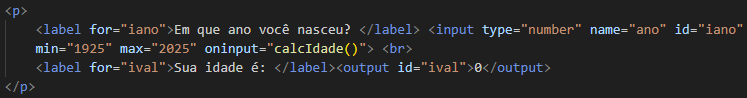 <p>
<label for="iano">Em que ano você nasceu? </label> <input type="number" name="ano" id="iano"
min="1925" max="2025" oninput="calcIdade()"> <br>
<label for="ival">Sua idade é: </label><output id="ival">0</output>
</p>